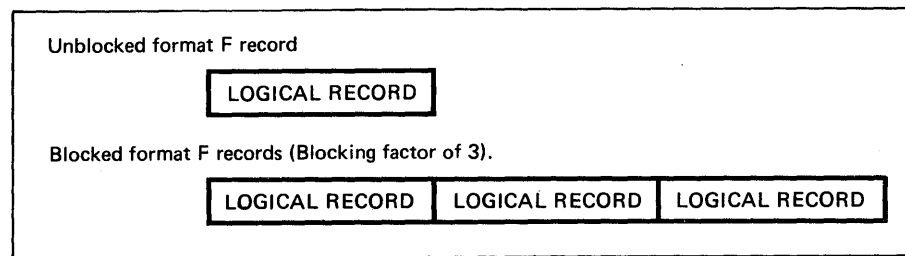 Unblocked format F record
LOGICAL RECORD
Blocked format F records (Blocking factor of 3).
LOGICAL RECORD LOGICAL RECORD LOGICAL RECORD